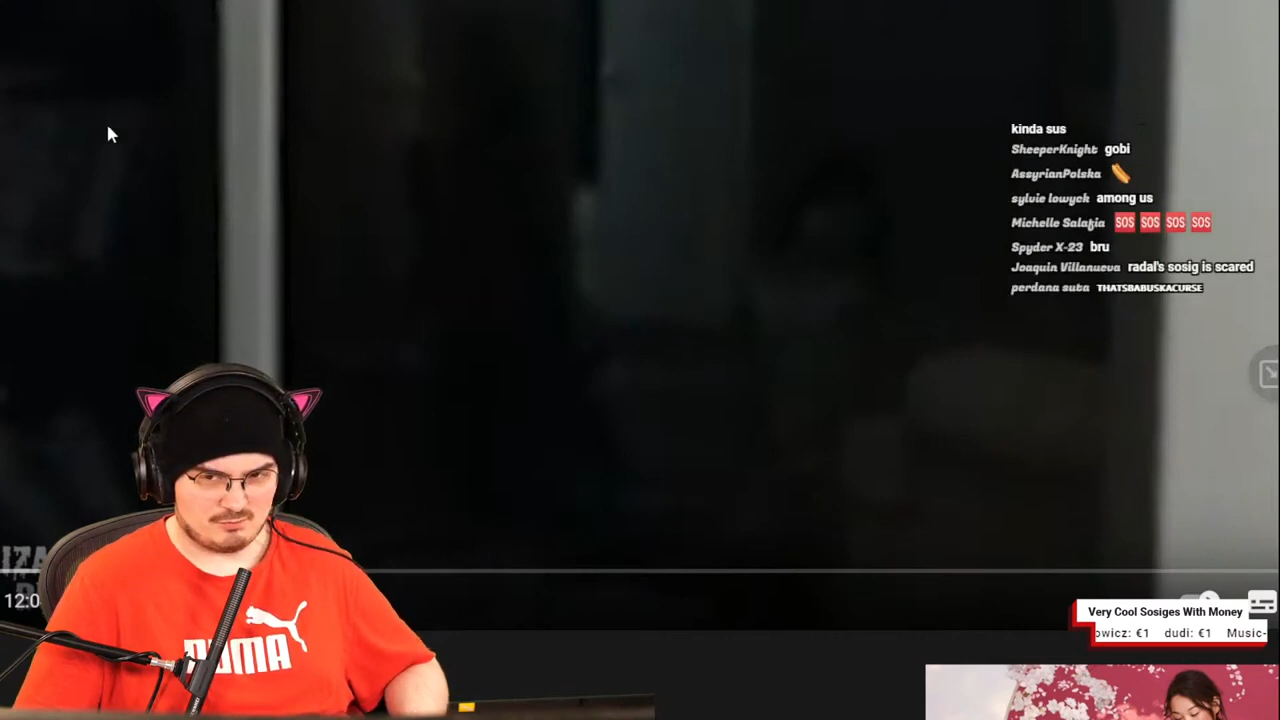 kinda sus
SheeperKnight gobi
AssyrianPolska
sylvie lowyck among us
Michelle Salafia SOS SOS SOS SOS
Spyder X-23 bru
Joaquin Villanueva radal's sosig is scared
perdana suta THATSBABUSKACURSE
12:0
Very Cool Sosiges With Money
owicz: €1 dudi: €1 Music-
PUMA